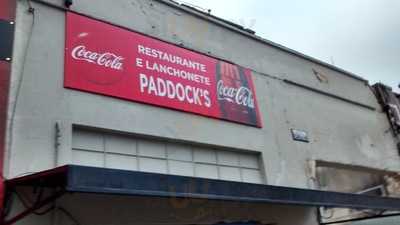 Coca-Cola
RESTAURANTE
E LANCHONETE
PADDOCK'S
Coca-Cola